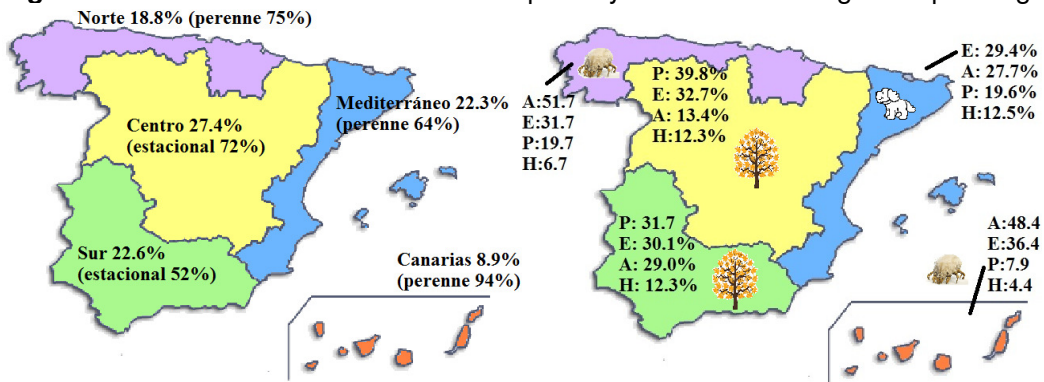 Norte 18.8% (perenne 75%)
Mediterráneo 22.3%
(perenne 64%)
Centro 27.4%
(estacional 72%)
Sur 22.6%
(estacional 52%)
Canarias 8.9%
(perenne 94%)
A:51.7
E:31.7
P:19.7
H:6.7
P: 39.8%
E: 32.7%
A: 13.4%
H:12.3%
E: 29.4%
A: 27.7%
P: 19.6%
H:12.5%
P: 31.7
E: 30.1%
A: 29.0%
H: 12.3%
A:48.4
E:36.4
P:7.9
H:4.4